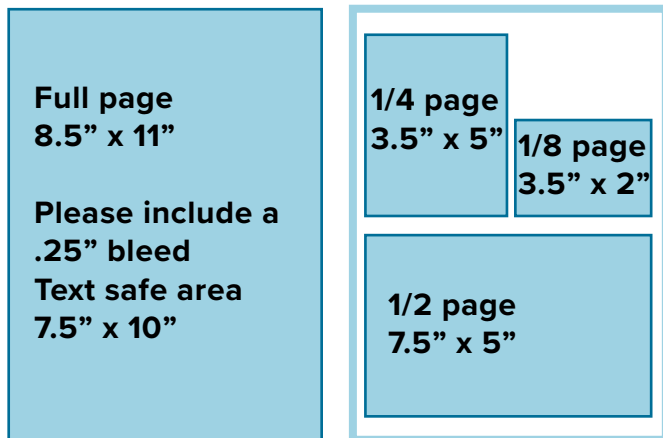 Full page
8.5” x 11”
Please include a
.25” bleed
Text safe area
7.5” x 10”
1/4 page
3.5” x 5”
1/8 page
3.5” x 2”
1/2 page
7.5” x 5”